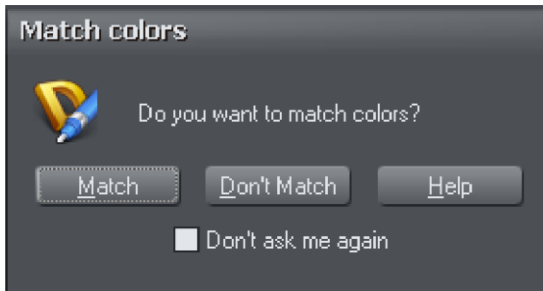 Match colors
Do you want to match colors?
Match Don't Match Help
Don't ask me again